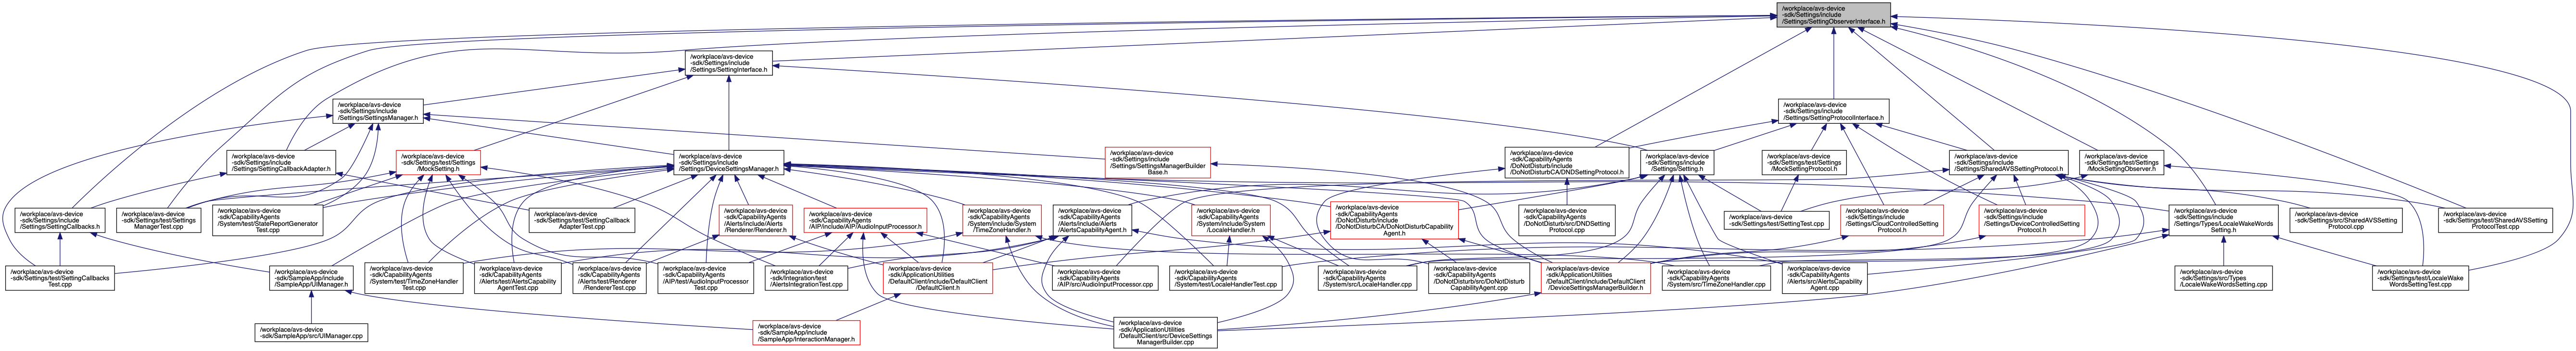 /workplace/avs-device
-sdk/Settings/include
/Settings/SettingObserverInterface.h
/workplace/avs-device
-sdk/Settings/include
/Settings/SettingInterface.h
/workplace/avs-device
-sdk/Settings/include
/Settings/SettingsManager.h
/workplace/avs-device
-sdk/Settings/include
/Settings/SettingProtocolInterface.h
/workplace/avs-device
-sdk/Settings/include
/Settings/SettingCallbackAdapter.h
/workplace/avs-device
-sdk/Settings/test/Settings
/MockSetting.h
/workplace/avs-device
-sdk/Settings/include
/Settings/DeviceSettingsManager.h
/workplace/avs-device
-sdk/Settings/include
/Settings/SettingsManagerBuilder
Base.h
/workplace/avs-device
-sdk/CapabilityAgents
/DoNotDisturb/include
/DoNotDisturbCA/DNDSettingProtocol.h
/workplace/avs-device
-sdk/Settings/include
/Settings/Setting.h
/workplace/avs-device
-sdk/Settings/test/Settings
/MockSettingProtocol.h
/workplace/avs-device
-sdk/Settings/include
/Settings/SharedAVSSettingProtocol.h
/workplace/avs-device
-sdk/Settings/test/Settings
/MockSettingObserver.h
/workplace/avs-device
-sdk/Settings/include
/Settings/SettingCallbacks.h
/workplace/avs-device
-sdk/Settings/test/Settings
ManagerTest.cpp
/workplace/avs-device
-sdk/CapabilityAgents
/System/test/StateReportGenerator
Test.cpp
/workplace/avs-device
-sdk/Settings/test/SettingCallback
AdapterTest.cpp
/workplace/avs-device
-sdk/CapabilityAgents
/Alerts/include/Alerts
/Renderer/Renderer.h
/workplace/avs-device
-sdk/CapabilityAgents
/AIP/include/AIP/AudioInputProcessor.h
/workplace/avs-device
-sdk/CapabilityAgents
/System/include/System
/TimeZoneHandler.h
/workplace/avs-device
-sdk/CapabilityAgents
/Alerts/include/Alerts
/AlertsCapabilityAgent.h
/workplace/avs-device
-sdk/CapabilityAgents
/System/include/System
/LocaleHandler.h
/workplace/avs-device
-sdk/CapabilityAgents
/DoNotDisturb/include
/DoNotDisturbCA/DoNotDisturbCapability
Agent.h
/workplace/avs-device
-sdk/CapabilityAgents
/DoNotDisturb/src/DNDSetting
Protocol.cpp
/workplace/avs-device
-sdk/Settings/test/SettingTest.cpp
/workplace/avs-device
-sdk/Settings/include
/Settings/CloudControlledSetting
Protocol.h
/workplace/avs-device
-sdk/Settings/include
/Settings/DeviceControlledSetting
Protocol.h
/workplace/avs-device
-sdk/Settings/include
/Settings/Types/LocaleWakeWords
Setting.h
/workplace/avs-device
-sdk/Settings/src/SharedAVSSetting
Protocol.cpp
/workplace/avs-device
-sdk/Settings/test/SharedAVSSetting
ProtocolTest.cpp
/workplace/avs-device
-sdk/Settings/test/SettingCallbacks
Test.cpp
/workplace/avs-device
-sdk/SampleApp/include
/SampleApp/UIManager.h
/workplace/avs-device
-sdk/CapabilityAgents
/System/test/TimeZoneHandler
Test.cpp
/workplace/avs-device
-sdk/CapabilityAgents
/Alerts/test/AlertsCapability
AgentTest.cpp
/workplace/avs-device
-sdk/CapabilityAgents
/Alerts/test/Renderer
/RendererTest.cpp
/workplace/avs-device
-sdk/CapabilityAgents
/AIP/test/AudioInputProcessor
Test.cpp
/workplace/avs-device
-sdk/Integration/test
/AlertsIntegrationTest.cpp
/workplace/avs-device
-sdk/ApplicationUtilities
/DefaultClient/include/DefaultClient
/DefaultClient.h
/workplace/avs-device
-sdk/CapabilityAgents
/AIP/src/AudioInputProcessor.cpp
/workplace/avs-device
-sdk/CapabilityAgents
/System/test/LocaleHandlerTest.cpp
/workplace/avs-device
-sdk/CapabilityAgents
/System/src/LocaleHandler.cpp
/workplace/avs-device
-sdk/CapabilityAgents
/DoNotDisturb/src/DoNotDisturb
CapabilityAgent.cpp
/workplace/avs-device
-sdk/ApplicationUtilities
/DefaultClient/include/DefaultClient
/DeviceSettingsManagerBuilder.h
/workplace/avs-device
-sdk/CapabilityAgents
/System/src/TimeZoneHandler.cpp
/workplace/avs-device
-sdk/CapabilityAgents
/Alerts/src/AlertsCapability
Agent.cpp
/workplace/avs-device
-sdk/Settings/src/Types
/LocaleWakeWordsSetting.cpp
/workplace/avs-device
-sdk/Settings/test/LocaleWake
WordsSettingTest.cpp
/workplace/avs-device
-sdk/SampleApp/src/UIManager.cpp
/workplace/avs-device
-sdk/SampleApp/include
/SampleApp/InteractionManager.h
/workplace/avs-device
-sdk/ApplicationUtilities
/DefaultClient/src/DeviceSettings
ManagerBuilder.cpp